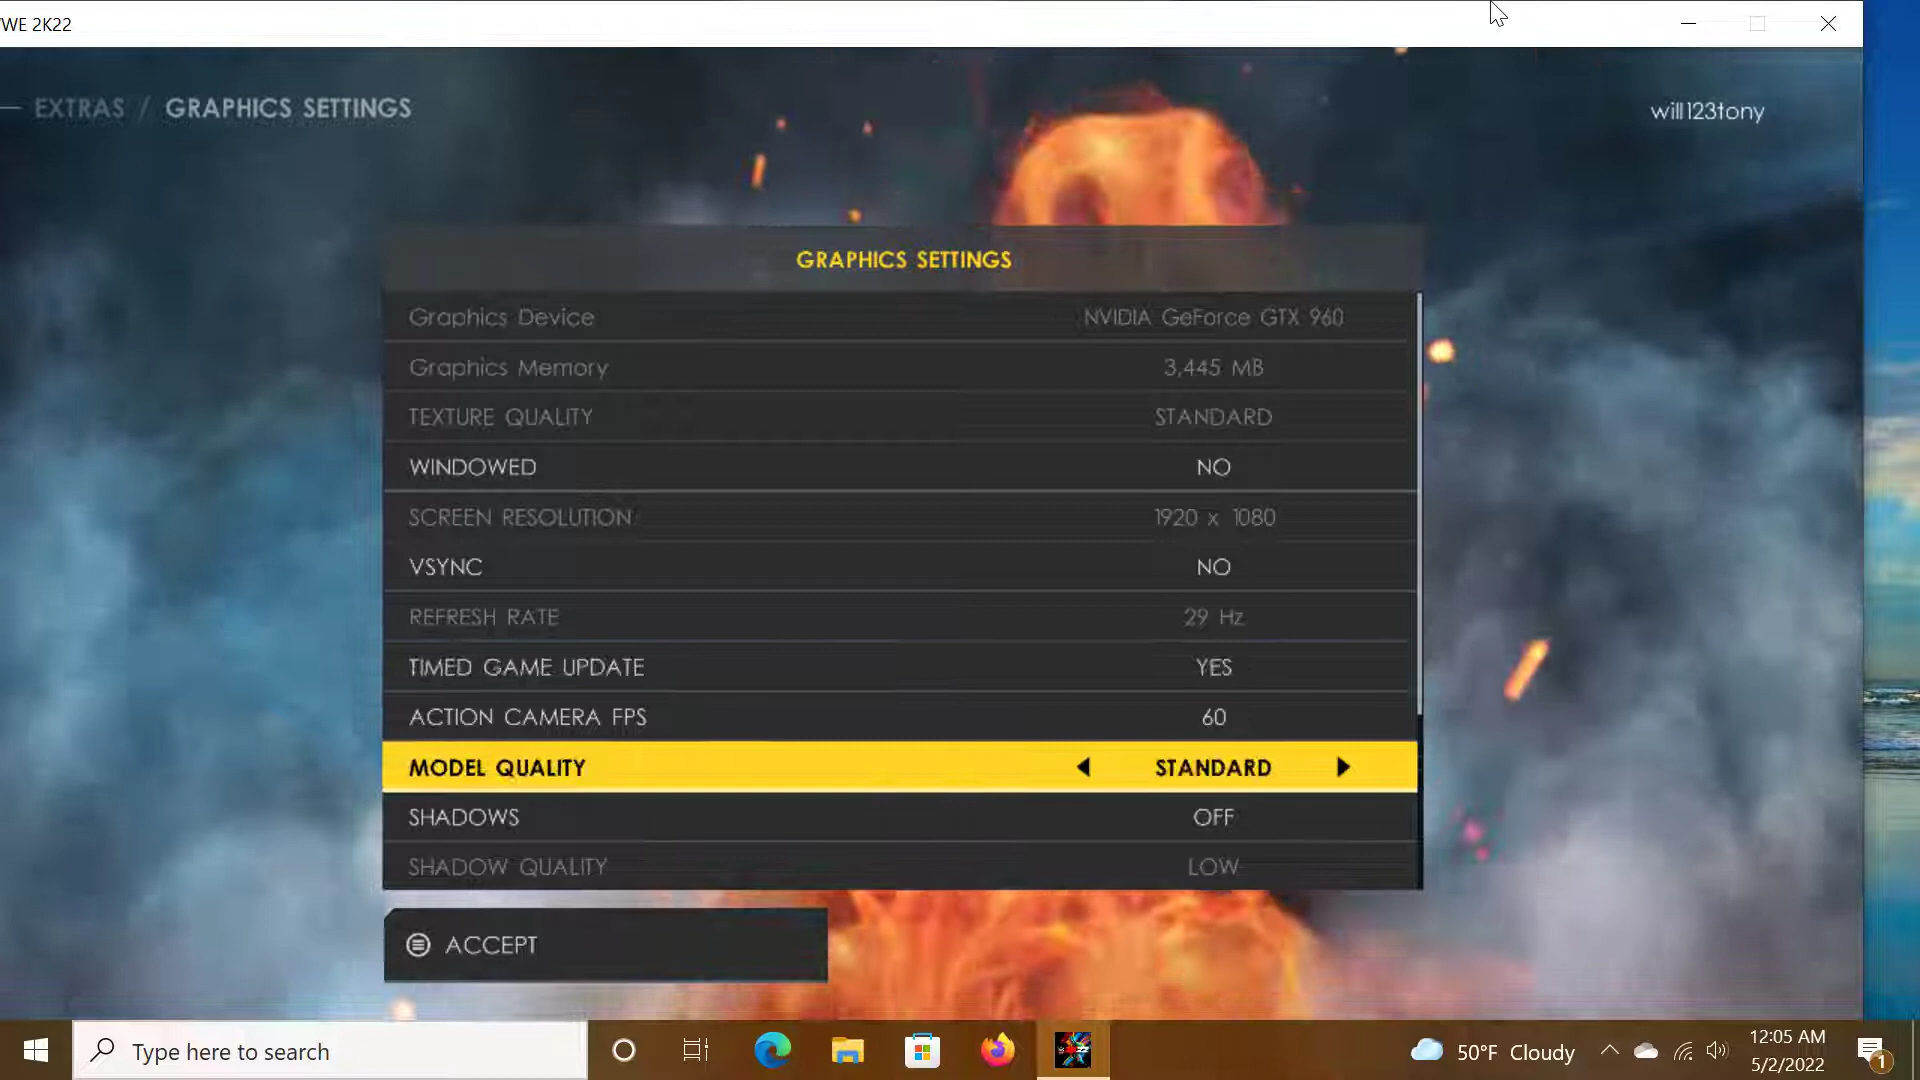 WE 2K22
EXTRAS / GRAPHICS SETTINGS
will123tony
GRAPHICS SETTINGS
Graphics Device NVIDIA GeForce GTX 960
Graphics Memory 3,445 MB
TEXTURE QUALITY STANDARD
WINDOWED NO
SCREEN RESOLUTION 1920 x 1080
VSYNC NO
REFRESH RATE 29 Hz
TIMED GAME UPDATE YES
ACTION CAMERA FPS 60
MODEL QUALITY STANDARD
SHADOWS OFF
SHADOW QUALITY LOW
ACCEPT
Type here to search
50°F Cloudy
12:05 AM
5/2/2022
1